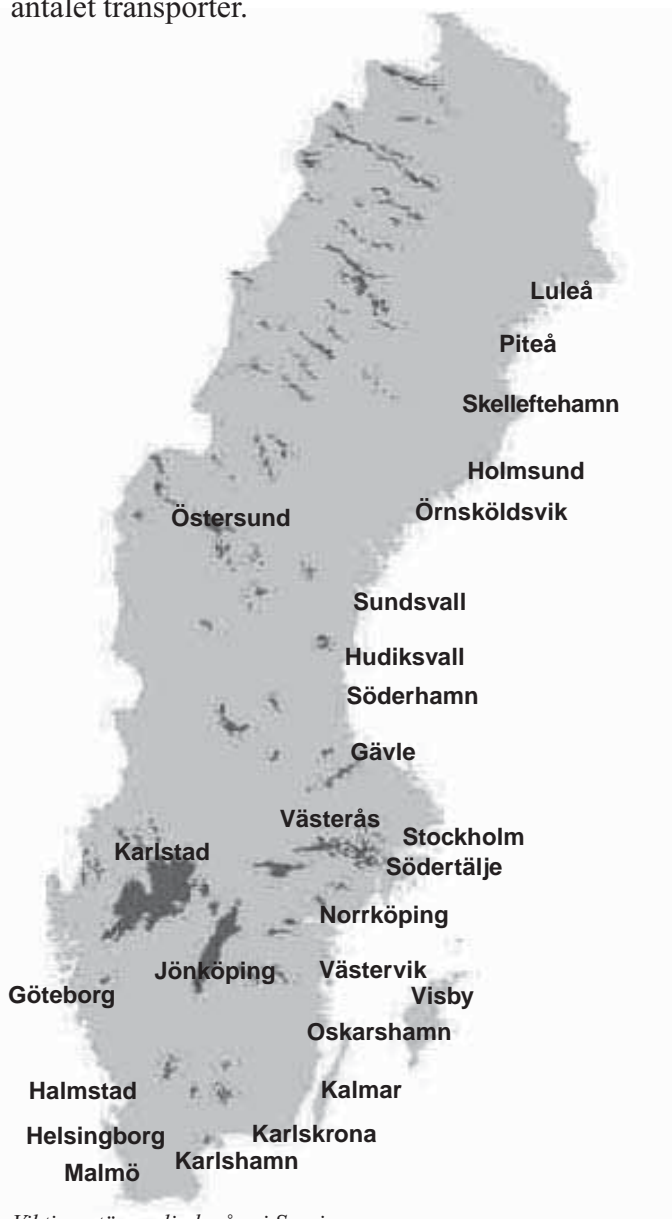 antalet transporter.
Luleå
Piteå
Skelleftehamn
Holmsund
Örnsköldsvik
Östersund
Sundsvall
Hudiksvall
Söderhamn
Gävle
Västerås
Stockholm
Karlstad
Södertälje
Norrköping
Jönköping
Västervik
Göteborg
Visby
Oskarshamn
Halmstad
Kalmar
Helsingborg
Karlskrona
Karlshamn
Malmö